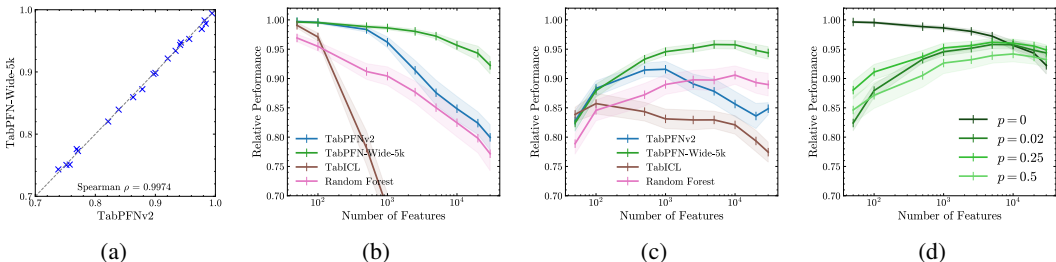 TabPFN-Wide-5k
1.0
0.9
0.8
0.7
0.7
0.8
0.9
1.0
Spearman ρ = 0.9974
TabPFNv2
(a)
Relative Performance
1.00
0.95
0.90
0.85
0.80
0.75
0.70
TabPFNv2
TabPFN-Wide-5k
TabICL
Random Forest
10²
10³
10⁴
Number of Features
(b)
Relative Performance
1.00
0.95
0.90
0.85
0.80
0.75
0.70
TabPFNv2
TabPFN-Wide-5k
TabICL
Random Forest
10²
10³
10⁴
Number of Features
(c)
Relative Performance
1.00
0.95
0.90
0.85
0.80
0.75
0.70
p = 0
p = 0.02
p = 0.25
p = 0.5
10²
10³
10⁴
Number of Features
(d)